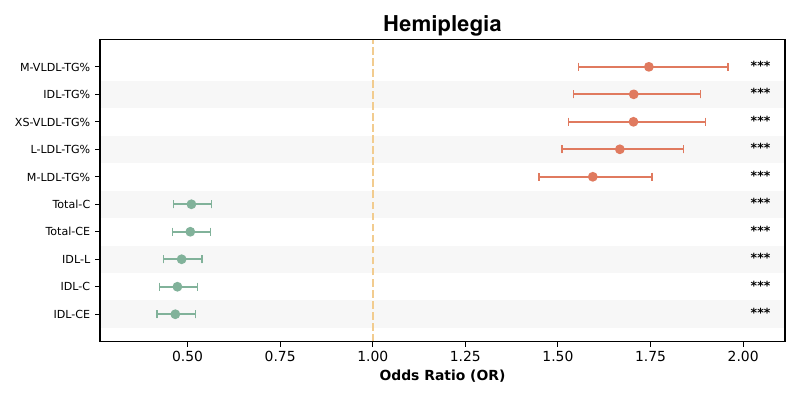 Hemiplegia
M-VLDL-TG% ***
IDL-TG% ***
XS-VLDL-TG% ***
L-LDL-TG% ***
M-LDL-TG% ***
Total-C ***
Total-CE ***
IDL-L ***
IDL-C ***
IDL-CE ***
0.50 0.75 1.00 1.25 1.50 1.75 2.00
Odds Ratio (OR)